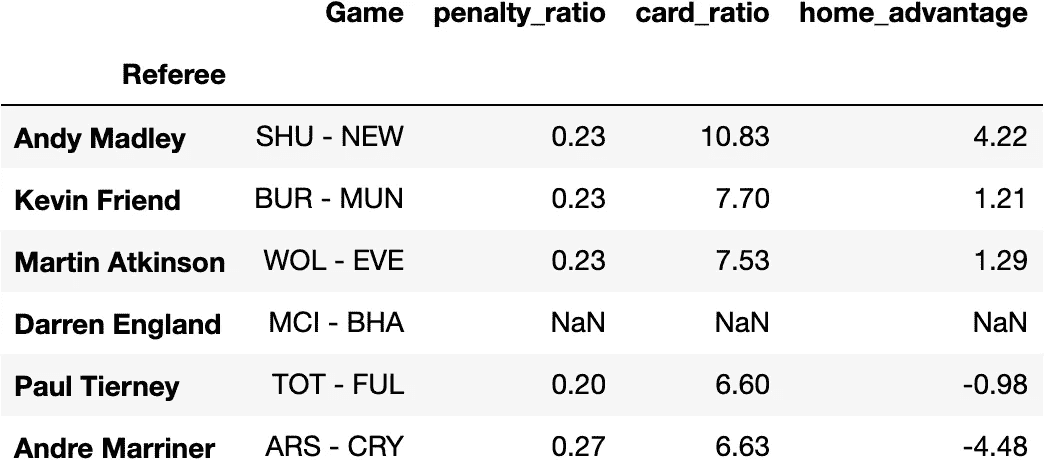 Game penalty_ratio card_ratio home_advantage
Referee
Andy Madley SHU - NEW 0.23 10.83 4.22
Kevin Friend BUR - MUN 0.23 7.70 1.21
Martin Atkinson WOL - EVE 0.23 7.53 1.29
Darren England MCI - BHA NaN NaN NaN
Paul Tierney TOT - FUL 0.20 6.60 -0.98
Andre Marriner ARS - CRY 0.27 6.63 -4.48